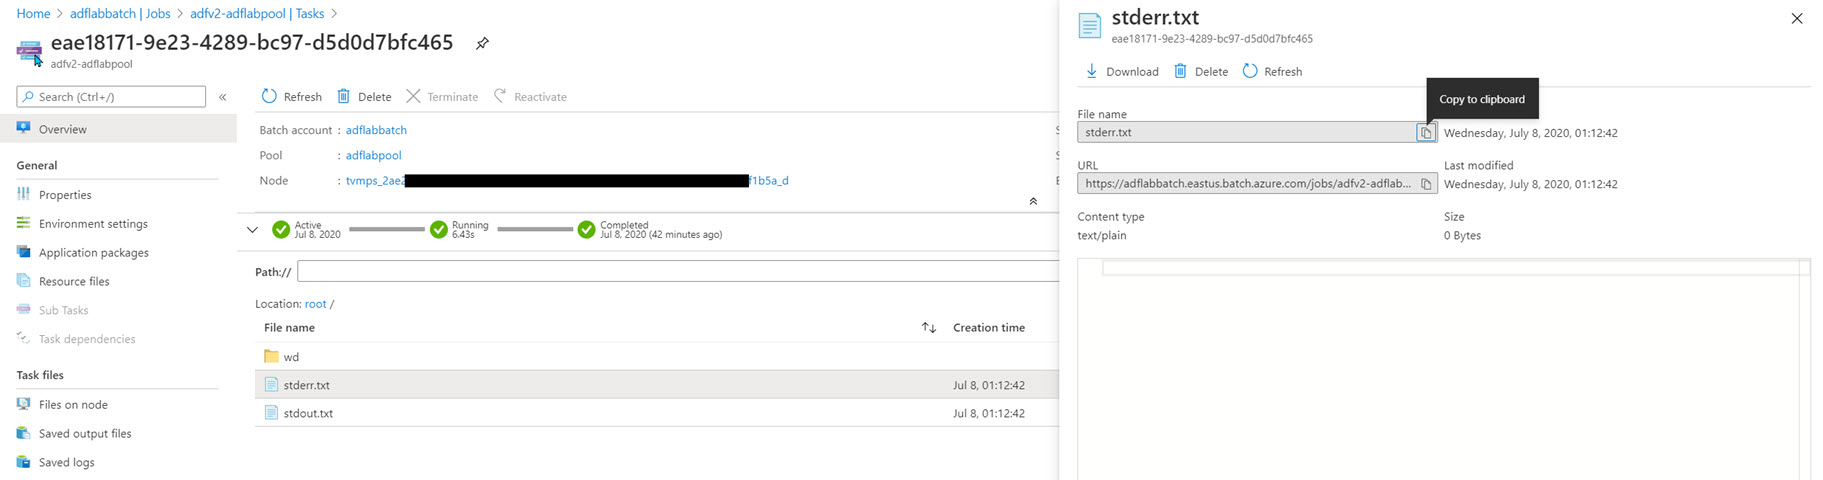 Home > adflabbatch | Jobs > adfv2-adflabpool | Tasks >
eae18171-9e23-4289-bc97-d5d0d7bfc465
adfv2-adflabpool
Search (Ctrl+/)
«
Overview
General
Properties
Environment settings
Application packages
Resource files
Sub Tasks
Task dependencies
Task files
Files on node
Saved output files
Saved logs
Refresh Delete Terminate Reactivate
Batch account : adflabbatch
Pool : adflabpool
Node : tvmps_2ae2 f1b5a_d
Active
Jul 8, 2020
Running
6.43s
Completed
Jul 8, 2020 (42 minutes ago)
Path://
Location: root /
File name Creation time
wd
stderr.txt Jul 8, 01:12:42
stdout.txt Jul 8, 01:12:42
stderr.txt
eae18171-9e23-4289-bc97-d5d0d7bfc465
Download Delete Refresh
Copy to clipboard
File name
stderr.txt Wednesday, July 8, 2020, 01:12:42
URL Last modified
https://adflabbatch.eastus.batch.azure.com/jobs/adfv2-adflab... Wednesday, July 8, 2020, 01:12:42
Content type Size
text/plain 0 Bytes